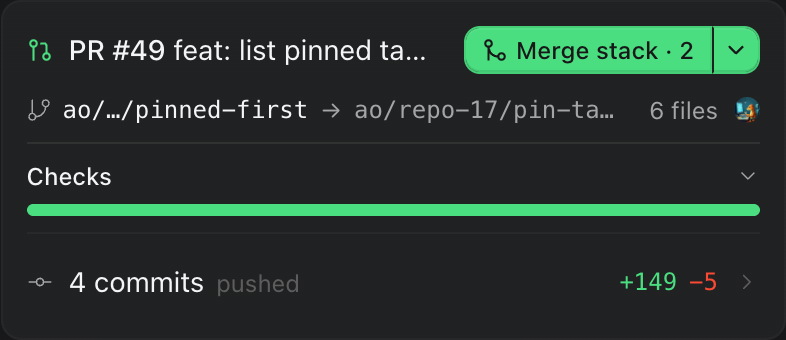 PR #49 feat: list pinned ta...
Merge stack · 2
ao/…/pinned-first → ao/repo-17/pin-ta…
6 files
Checks
4 commits pushed
+149 −5